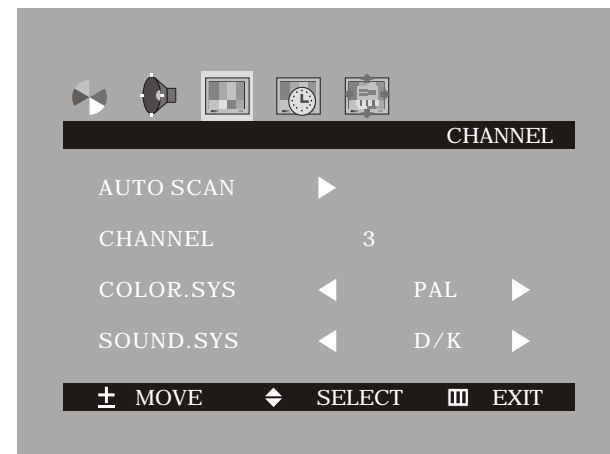 CHANNEL
AUTO SCAN
CHANNEL 3
COLOR.SYS PAL
SOUND.SYS D/K
± MOVE SELECT EXIT